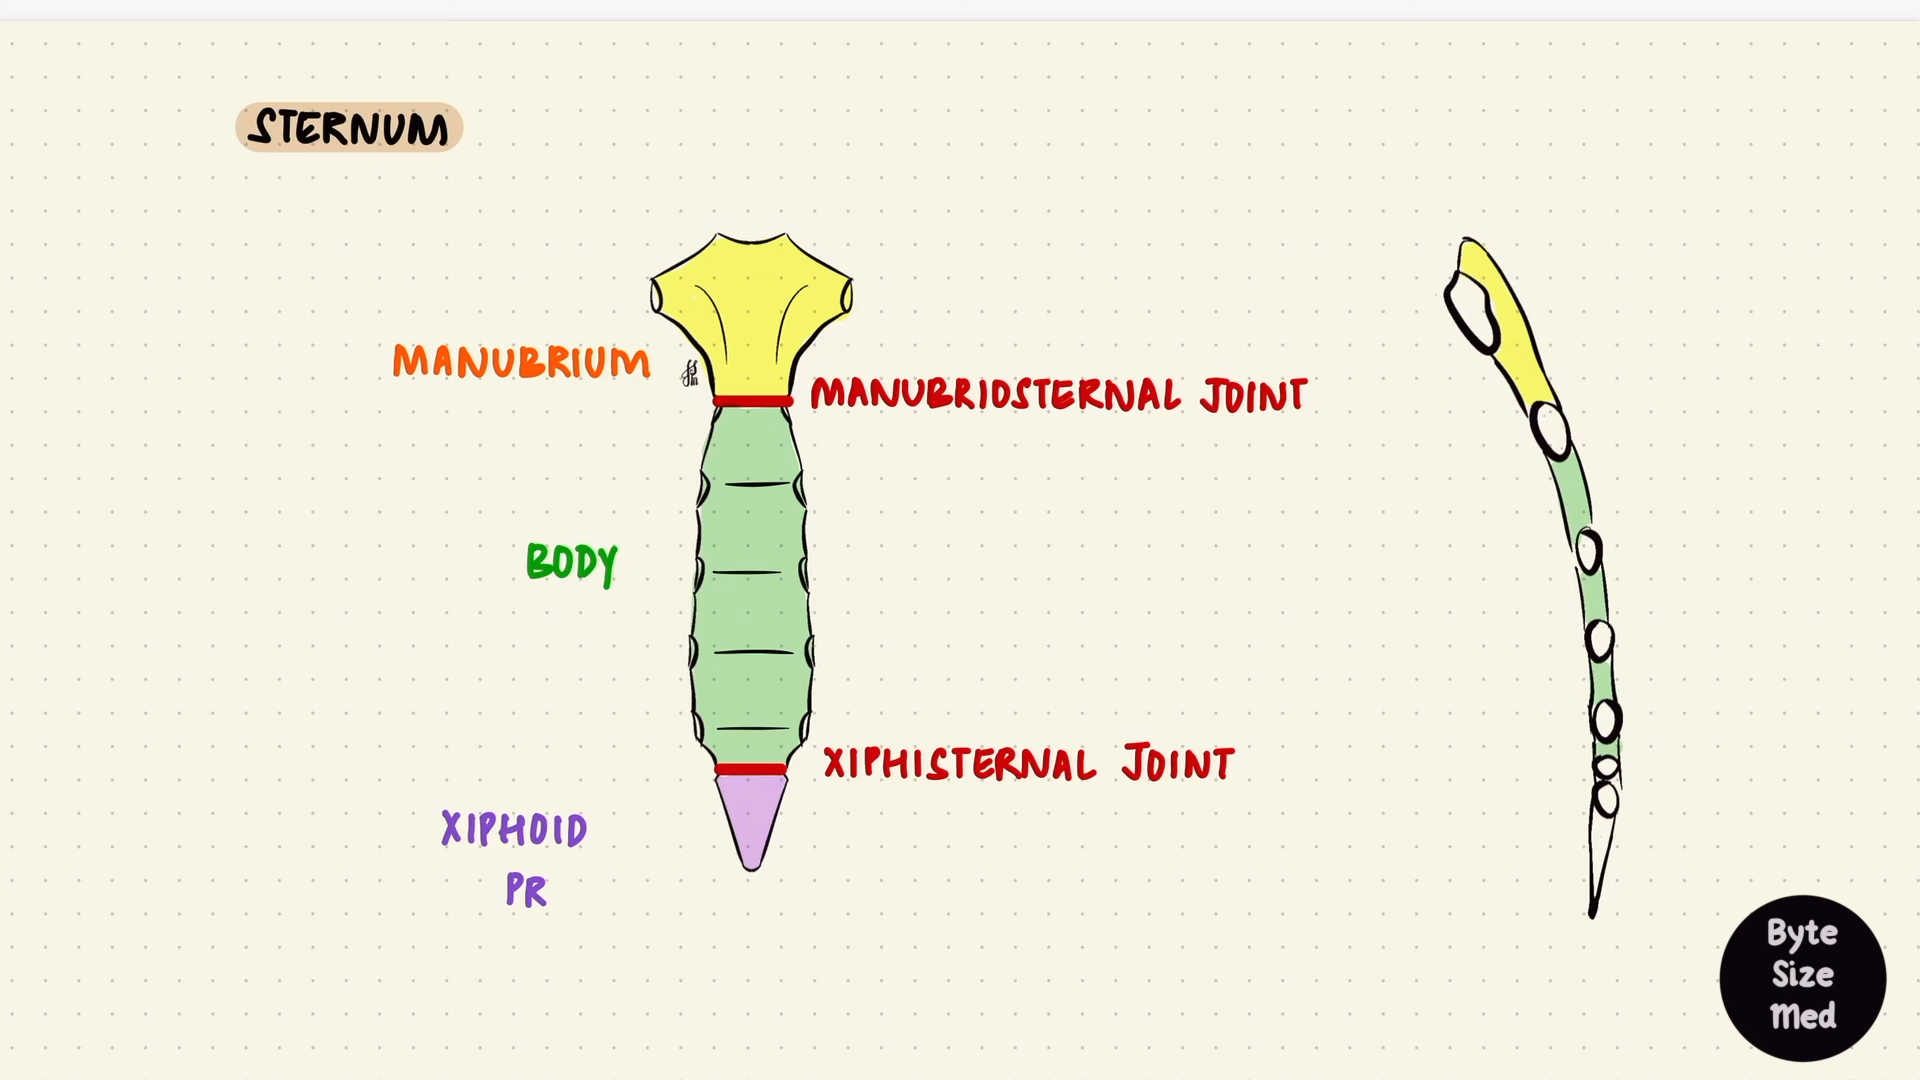 STERNUM
MANUBRIUM
MANUBRIOSTERNAL JOINT
BODY
XIPHISTERNAL JOINT
XIPHOID
PR
Byte
Size
Med